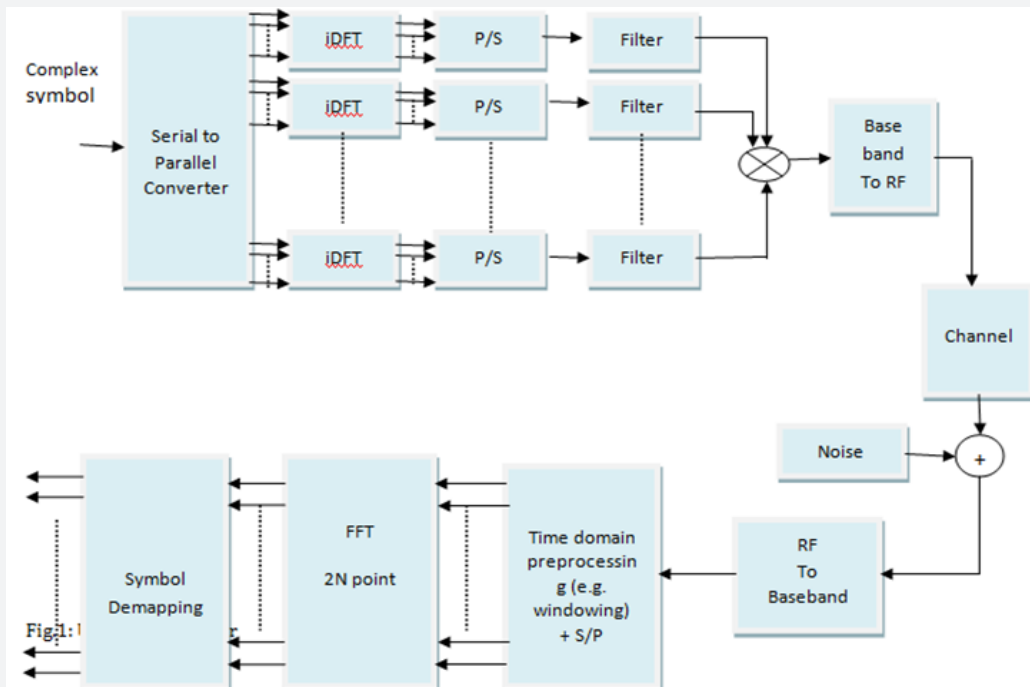 Complex
symbol
Serial to
Parallel
Converter
iDFT
P/S
Filter
iDFT
P/S
Filter
iDFT
P/S
Filter
Base
band
To RF
Channel
Noise
+
RF
To
Baseband
Time domain
preprocessin
g (e.g.
windowing)
+ S/P
FFT
2N point
Symbol
Demapping
Fig.1: